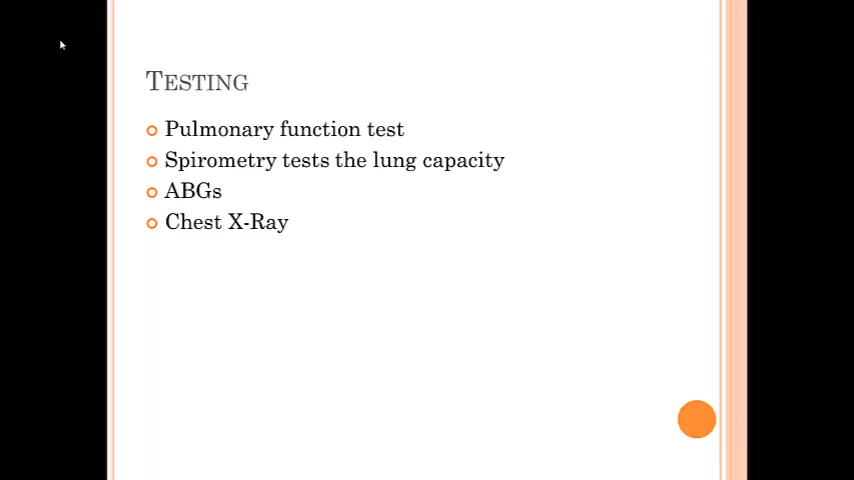 Testing
Pulmonary function test
Spirometry tests the lung capacity
ABGs
Chest X-Ray